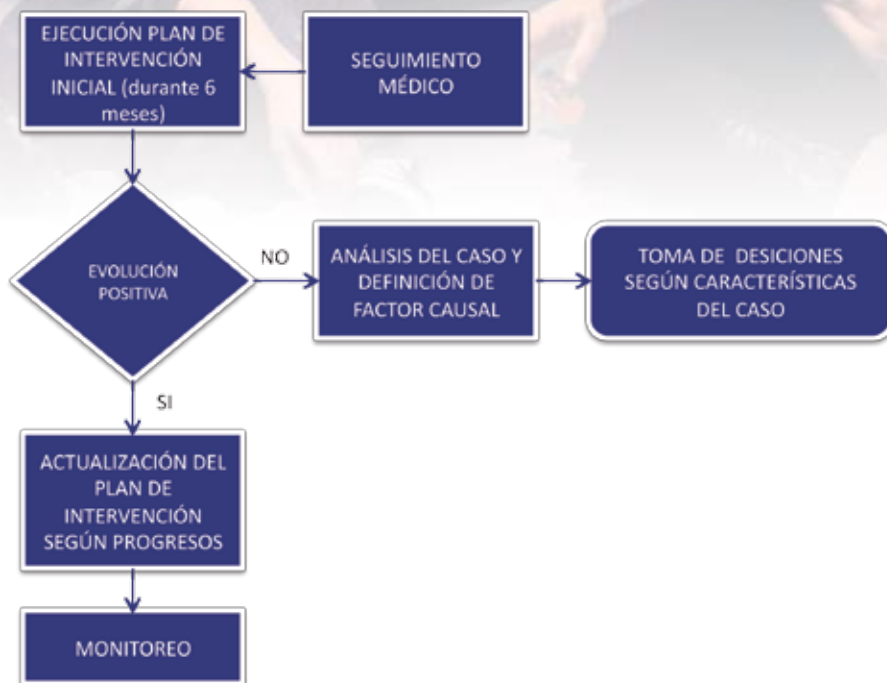 EJECUCIÓN PLAN DE
INTERVENCIÓN
INICIAL (durante 6
meses)
SEGUIMIENTO
MÉDICO
EVOLUCIÓN
POSITIVA
NO
ANÁLISIS DEL CASO Y
DEFINICIÓN DE
FACTOR CAUSAL
TOMA DE DESICIONES
SEGÚN CARACTERÍSTICAS
DEL CASO
SI
ACTUALIZACIÓN DEL
PLAN DE
INTERVENCIÓN
SEGÚN PROGRESOS
MONITOREO